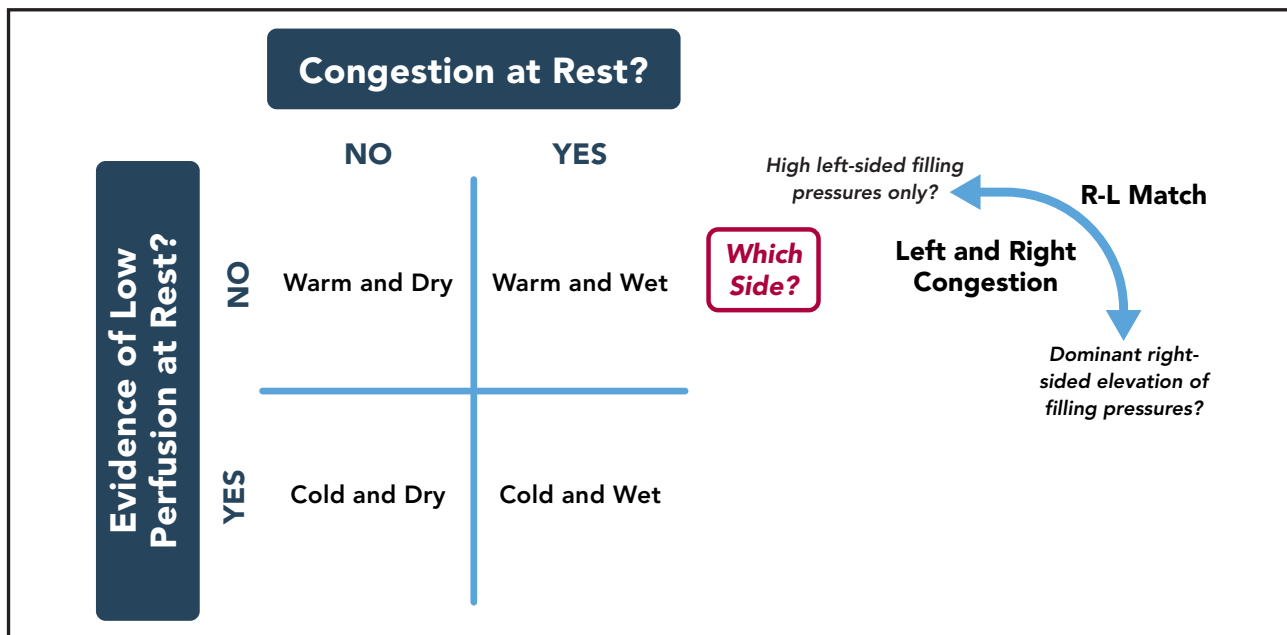 Congestion at Rest?
NO
YES
Evidence of Low
Perfusion at Rest?
NO
Warm and Dry
Warm and Wet
YES
Cold and Dry
Cold and Wet
Which
Side?
High left-sided filling
pressures only?
R-L Match
Left and Right
Congestion
Dominant right-
sided elevation of
filling pressures?